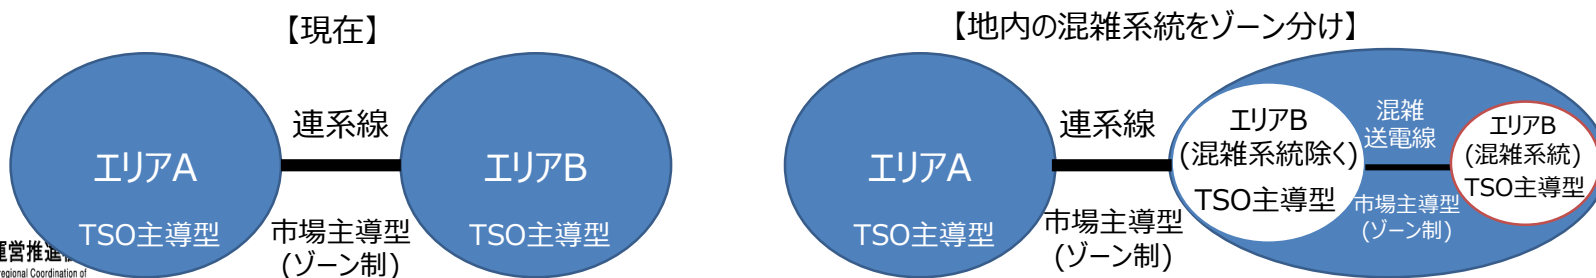 【現在】
エリアA
TSO主導型
連系線
市場主導型
(ゾーン制)
エリアB
TSO主導型
【地内の混雑系統をゾーン分け】
エリアA
TSO主導型
連系線
市場主導型
(ゾーン制)
エリアB
(混雑系統除く)
TSO主導型
混雑
送電線
市場主導型
(ゾーン制)
エリアB
(混雑系統)
TSO主導型
運営推進
regional Coordination of